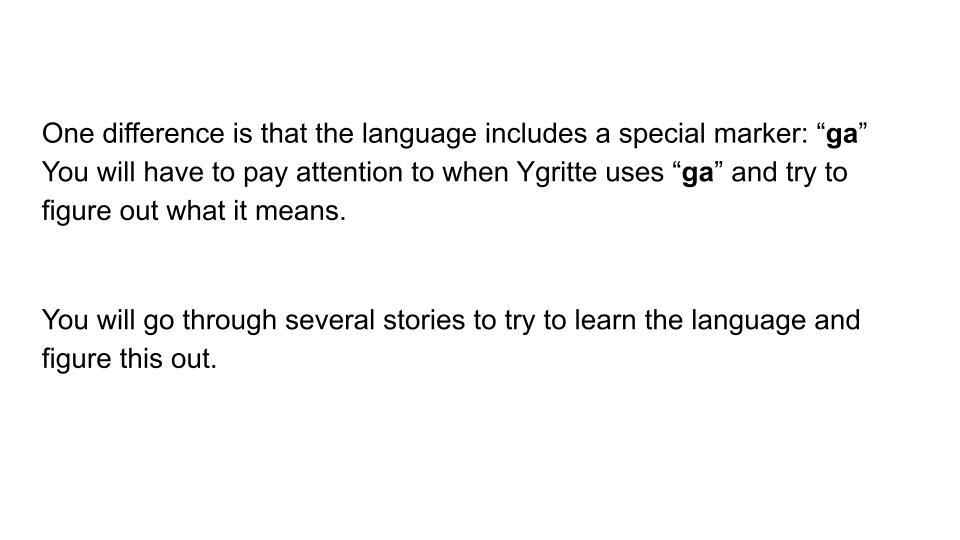 One difference is that the language includes a special marker: “ga”
You will have to pay attention to when Ygritte uses “ga” and try to
figure out what it means.
You will go through several stories to try to learn the language and
figure this out.